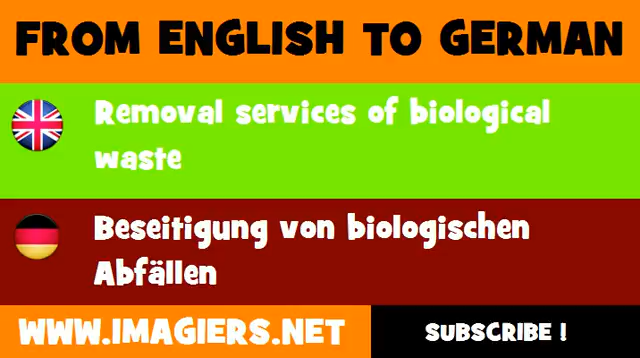 FROM ENGLISH TO GERMAN
Removal services of biological
waste
Beseitigung von biologischen
Abfällen
WWW.IMAGIERS.NET
SUBSCRIBE !